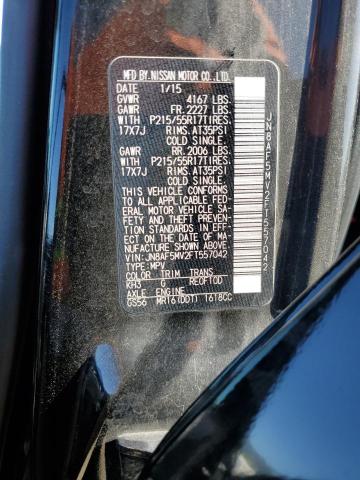 MFD BY NISSAN MOTOR CO., LTD.
DATE 1/15
GVWR 4167 LBS.
GAWR FR. 2227 LBS.
WITH P215/55R17TIRES.
17X7J RIMS. AT35PSI
COLD SINGLE.
GAWR RR. 2006 LBS.
WITH P215/55R17TIRES.
17X7J RIMS. AT35PSI
COLD SINGLE.
THIS VEHICLE CONFORMS
TO ALL APPLICABLE FED-
ERAL MOTOR VEHICLE SA-
FETY AND THEFT PREVEN-
TION STANDARDS IN EFF-
ECT ON THE DATE OF MAN-
UFACTURE SHOWN ABOVE.
VIN:JN8AF5MV2FT557042
TYPE:MPV
COLOR TRIM TRANS
KH3 G RE0F10D
AXLE ENGINE
GS56 MR16(DDT) 1618CC
JN8AF5MV2FT557042